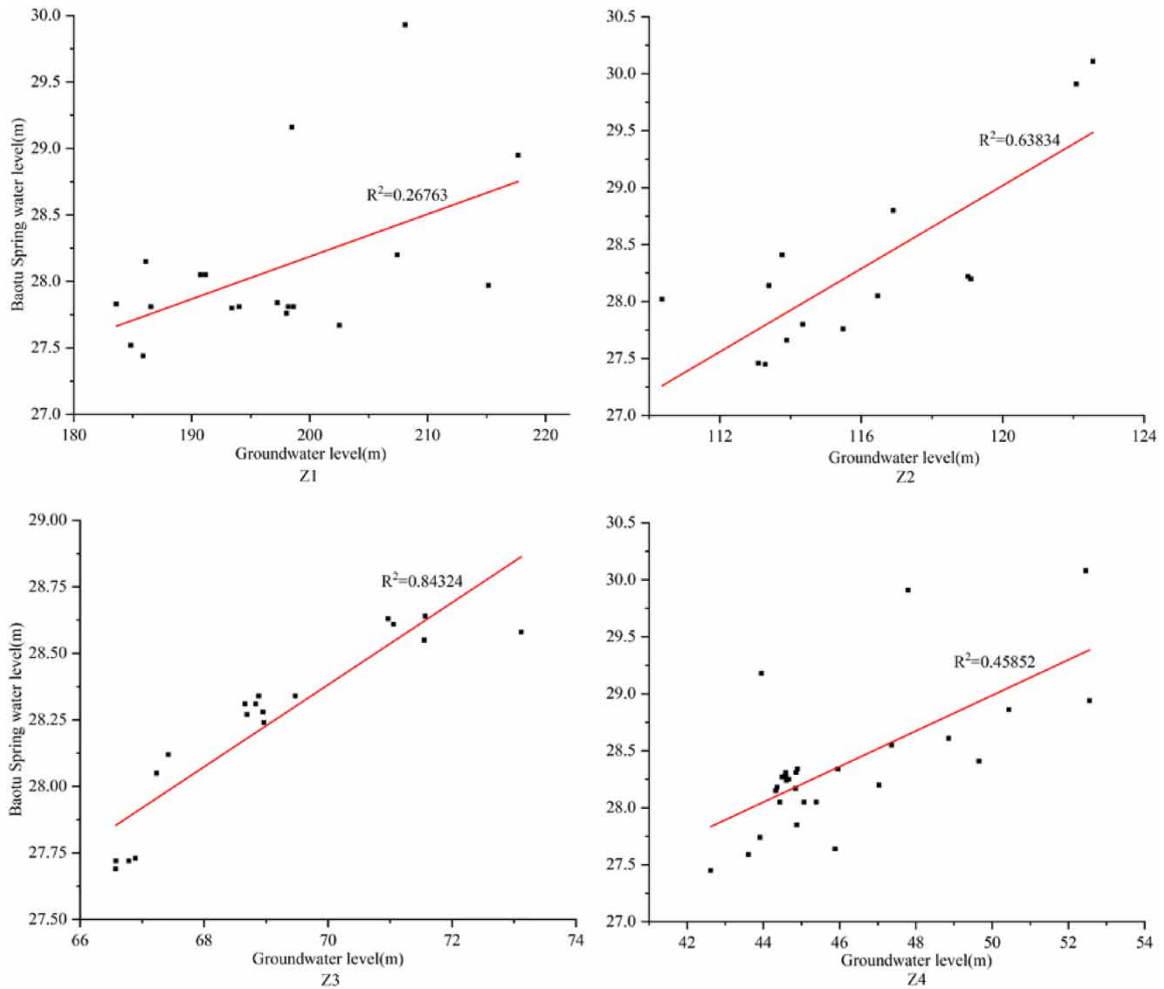 30.0
29.5
29.0
28.5
28.0
27.5
27.0
Baotu Spring water level(m)
R²=0.26763
180 190 200 210 220
Groundwater level(m)
Z1
30.5
30.0
29.5
29.0
28.5
28.0
27.5
27.0
R²=0.63834
112 116 120 124
Groundwater level(m)
Z2
29.00
28.75
28.50
28.25
28.00
27.75
27.50
Baotu Spring water level(m)
R²=0.84324
66 68 70 72 74
Groundwater level(m)
Z3
30.5
30.0
29.5
29.0
28.5
28.0
27.5
27.0
R²=0.45852
42 44 46 48 50 52 54
Groundwater level(m)
Z4